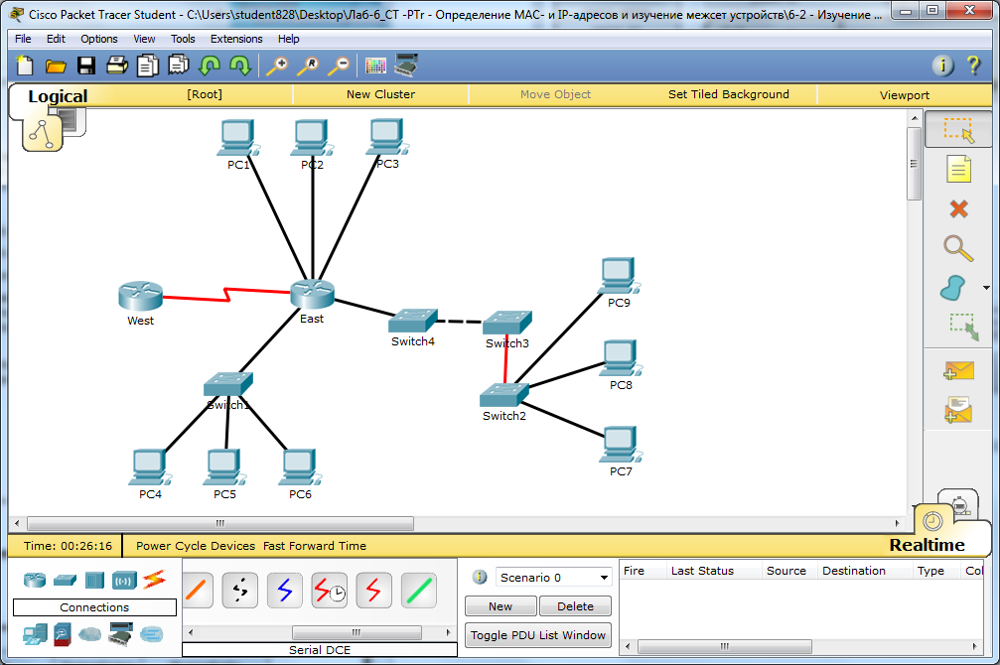 Cisco Packet Tracer Student - C:\Users\student828\Desktop\Лаб-6_CT -PTr - Определение MAC- и IP-адресов и изучение межсет устройств\6-2 - Изучение ...
File Edit Options View Tools Extensions Help
Logical [Root] New Cluster Move Object Set Tiled Background Viewport
PC1 PC2 PC3
West
East
Switch4
Switch3
PC9
PC8
Switch1
Switch2
PC7
PC4 PC5 PC6
Time: 00:26:16 Power Cycle Devices Fast Forward Time
Realtime
Connections
Serial DCE
Scenario 0
New Delete
Toggle PDU List Window
Fire Last Status Source Destination Type Col